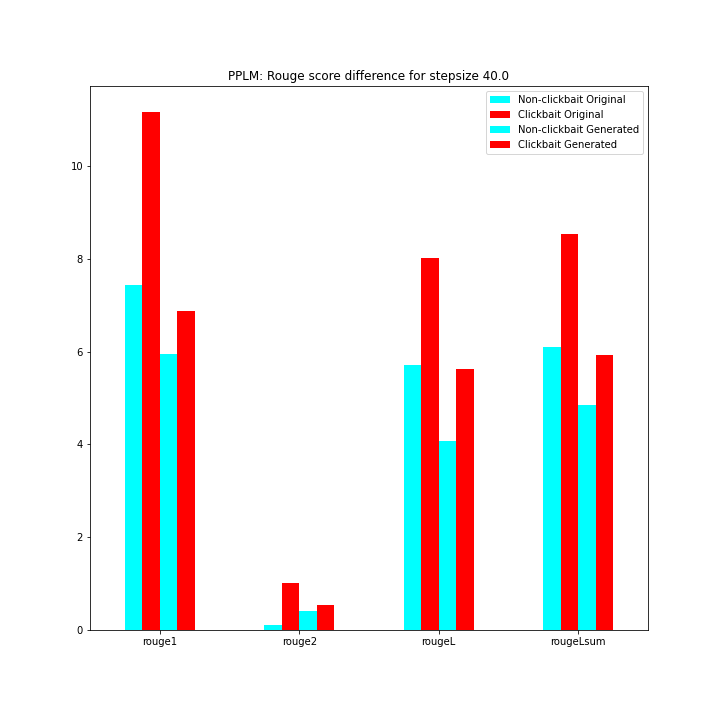 PPLM: Rouge score difference for stepsize 40.0
Non-clickbait Original
Clickbait Original
Non-clickbait Generated
Clickbait Generated
10
8
6
4
2
0
rouge1 rouge2 rougeL rougeLsum